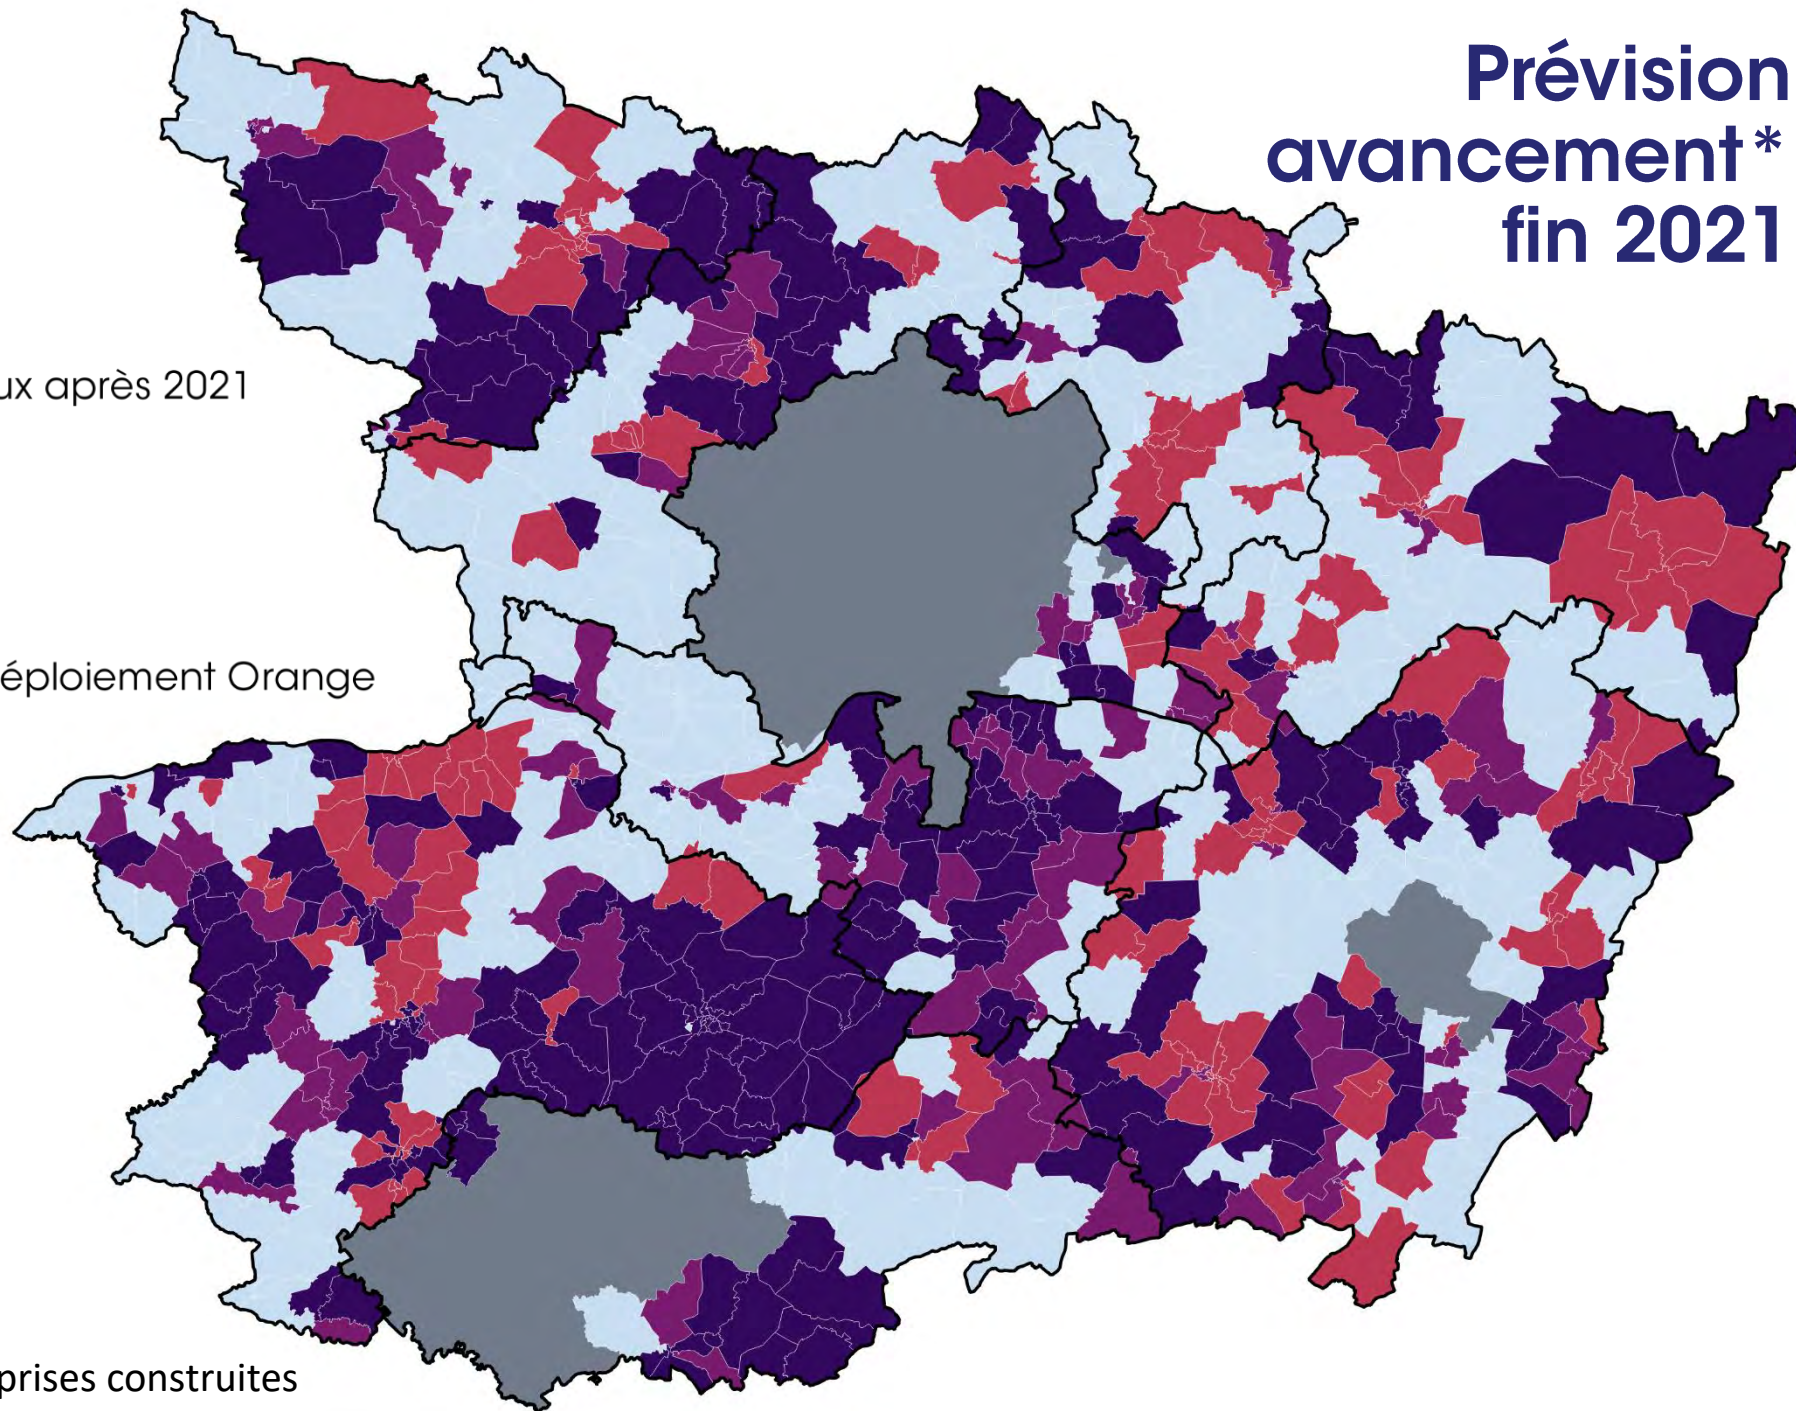 Prévision
avancement*
fin 2021
ux après 2021
éploiement Orange
prises construites